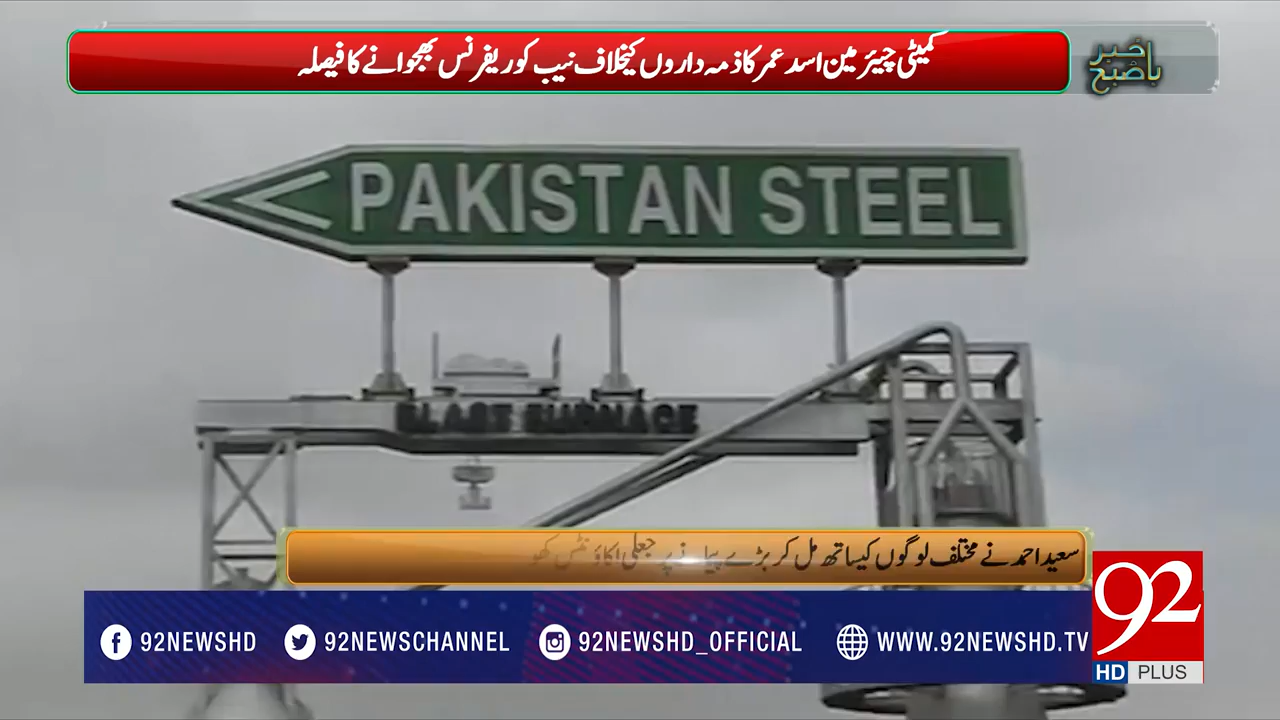 کمیٹی چیئرمین اسد عمر کا ذمہ داروں کیخلاف نیب کو ریفرنس بھجوانے کا فیصلہ
باخبر صبح
PAKISTAN STEEL
BLAST FURNACE
سعید احمد نے مختلف لوگوں کیساتھ مل کر بڑے پیمانے پر جعلی اکاؤنٹس کھو
92NEWSHD 92NEWSCHANNEL 92NEWSHD_OFFICIAL WWW.92NEWSHD.TV
92
HD PLUS